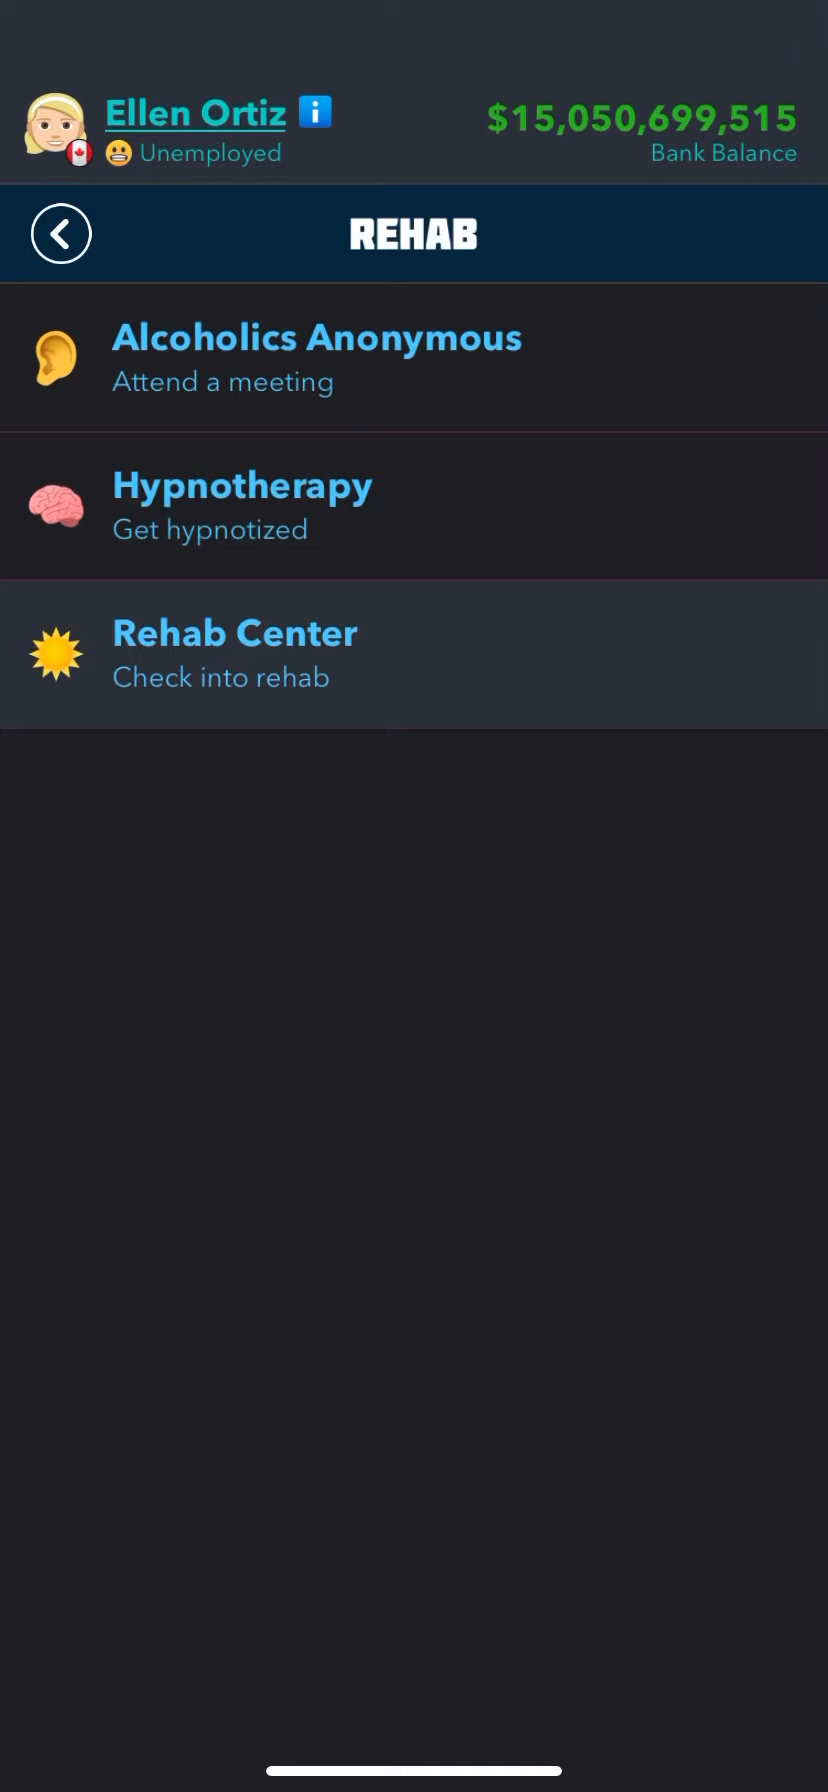 Ellen Ortiz
$15,050,699,515
Unemployed
Bank Balance
REHAB
Alcoholics Anonymous
Attend a meeting
Hypnotherapy
Get hypnotized
Rehab Center
Check into rehab